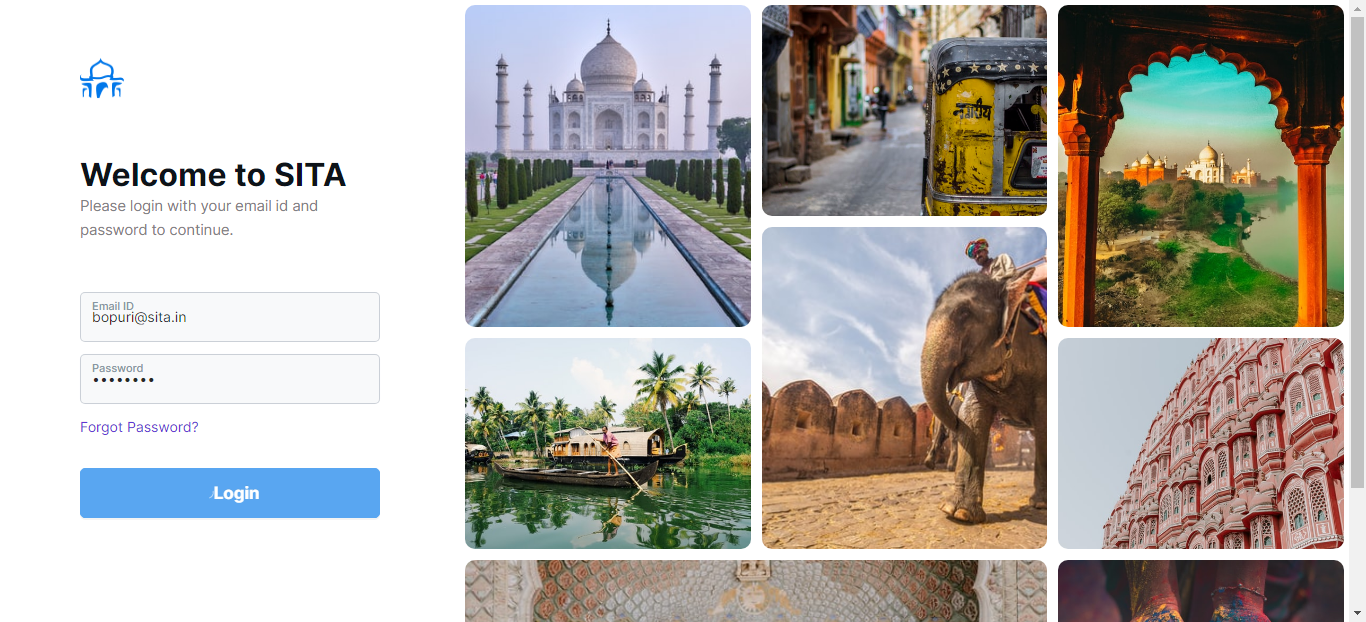 Welcome to SITA
Please login with your email id and
password to continue.
Email ID
bopuri@sita.in
Password
••••••••
Forgot Password?
Login